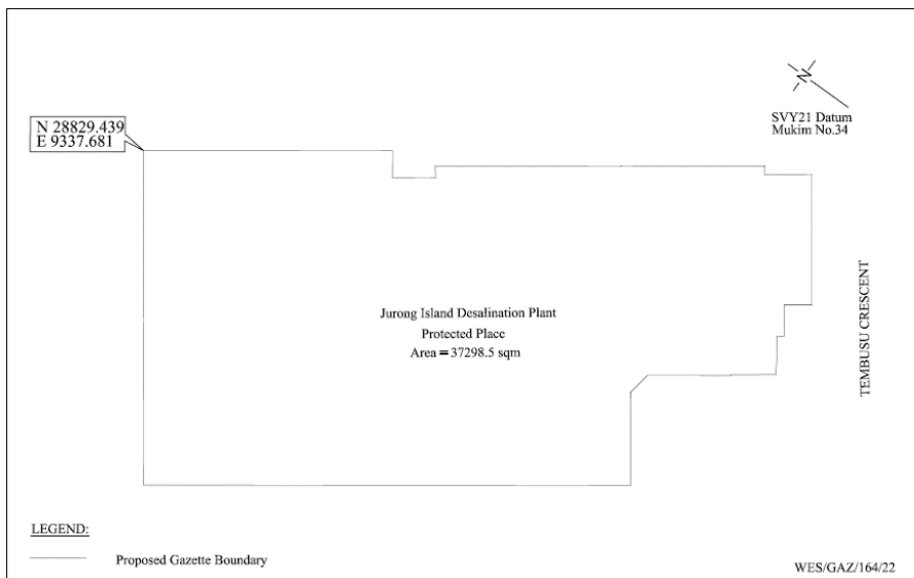 N
SVY21 Datum
Mukim No.34
N 28829.439
E 9337.681
TEMBUSU CRESCENT
Jurong Island Desalination Plant
Protected Place
Area = 37298.5 sqm
LEGEND:
Proposed Gazette Boundary
WES/GAZ/164/22